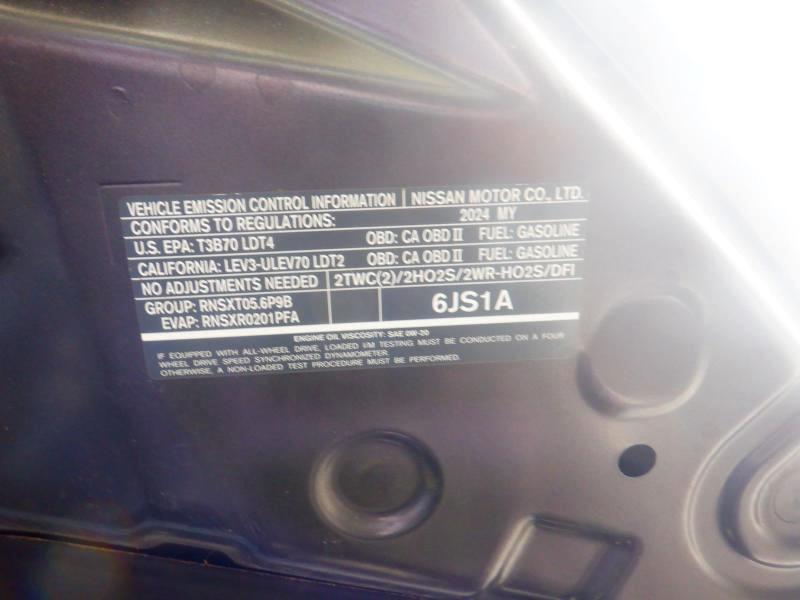 VEHICLE EMISSION CONTROL INFORMATION NISSAN MOTOR CO., LTD.
CONFORMS TO REGULATIONS: 2024 MY
U.S. EPA: T3B70 LDT4 OBD: CA OBD II FUEL: GASOLINE
CALIFORNIA: LEV3-ULEV70 LDT2 OBD: CA OBD II FUEL: GASOLINE
NO ADJUSTMENTS NEEDED 2TWC(2)/2HO2S/2WR-HO2S/DFI
GROUP: RNSXT05.6P9B
EVAP: RNSXR0201PFA
6JS1A
ENGINE OIL VISCOSITY: SAE 0W-20
IF EQUIPPED WITH ALL-WHEEL DRIVE, LOADED I/M TESTING MUST BE CONDUCTED ON A FOUR
WHEEL DRIVE SPEED SYNCHRONIZED DYNAMOMETER.
OTHERWISE, A NON-LOADED TEST PROCEDURE MUST BE PERFORMED.